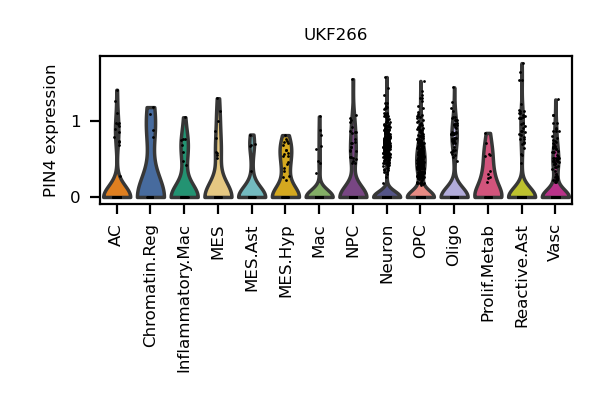 UKF266
PIN4 expression
1
0
AC
Chromatin.Reg
Inflammatory.Mac
MES
MES.Ast
MES.Hyp
Mac
NPC
Neuron
OPC
Oligo
Prolif.Metab
Reactive.Ast
Vasc